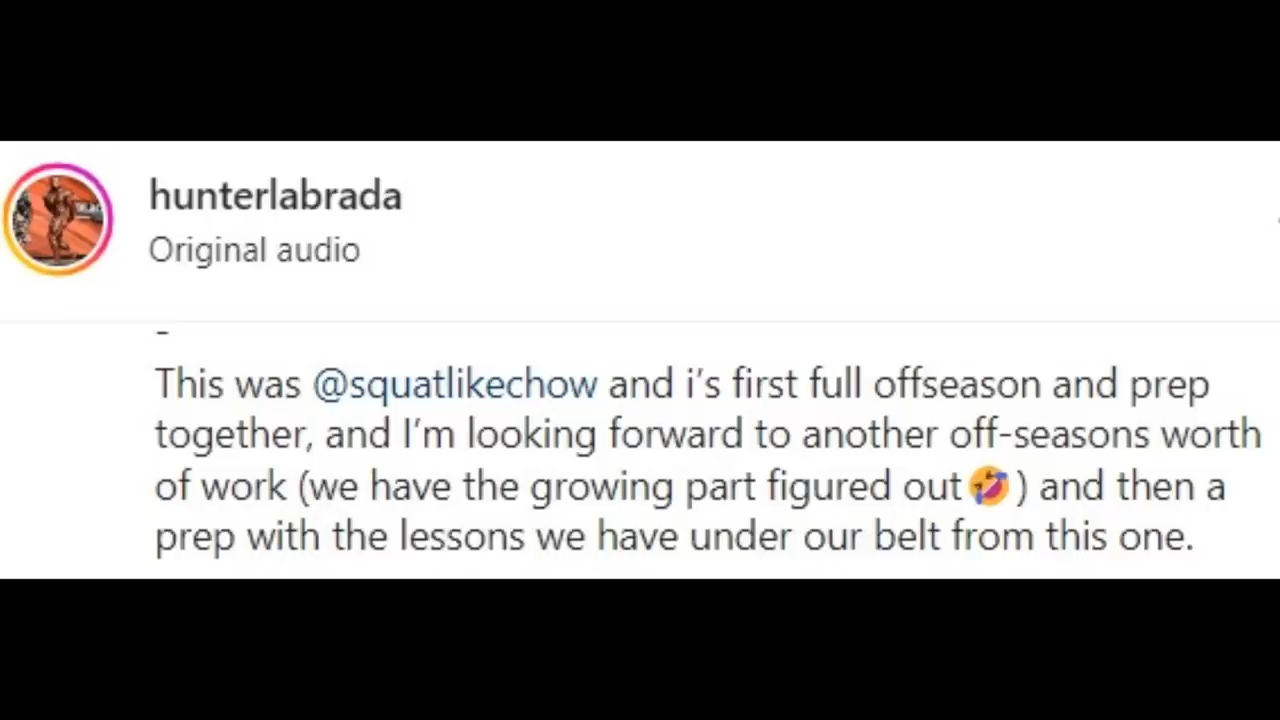 hunterlabrada
Original audio
-
This was @squatlikechow and i's first full offseason and prep
together, and I'm looking forward to another off-seasons worth
of work (we have the growing part figured out🤣) and then a
prep with the lessons we have under our belt from this one.